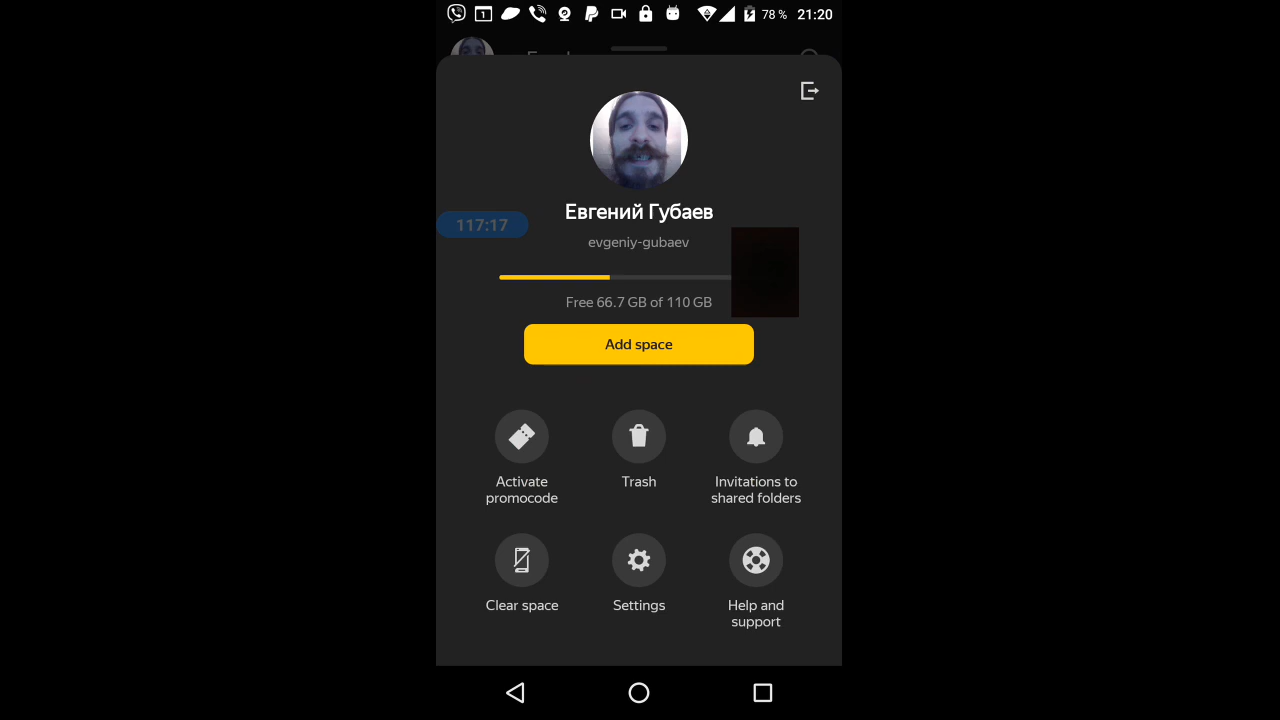 1
78 %
21:20
Евгений Губаев
117:17
evgeniy-gubaev
Free 66.7 GB of 110 GB
Add space
Activate
promocode
Trash
Invitations to
shared folders
Clear space
Settings
Help and
support